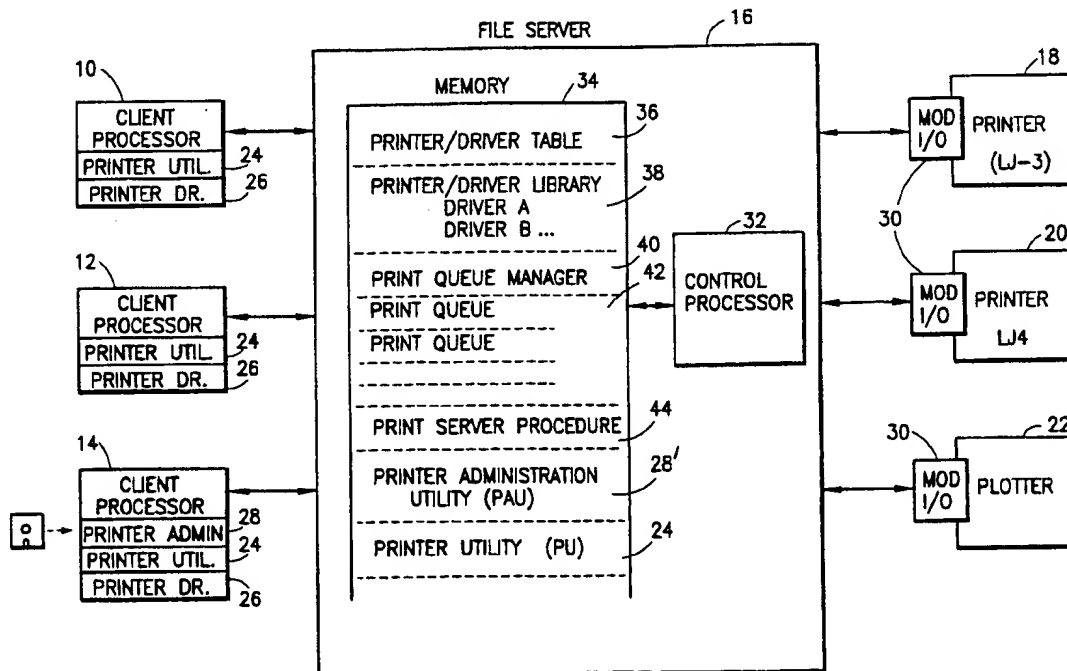 FILE SERVER
16
10
CLIENT
PROCESSOR
PRINTER UTIL.
24
PRINTER DR.
26
12
CLIENT
PROCESSOR
PRINTER UTIL.
24
PRINTER DR.
26
14
CLIENT
PROCESSOR
PRINTER ADMIN
28
PRINTER UTIL.
24
PRINTER DR.
26
MEMORY
34
PRINTER/DRIVER TABLE
36
PRINTER/DRIVER LIBRARY
38
DRIVER A
DRIVER B ...
PRINT QUEUE MANAGER
40
PRINT QUEUE
42
PRINT QUEUE
PRINT SERVER PROCEDURE
44
PRINTER ADMINISTRATION
UTILITY (PAU)
28'
PRINTER UTILITY (PU)
24
32
CONTROL
PROCESSOR
18
MOD
I/O
PRINTER
(LJ-3)
30
20
MOD
I/O
PRINTER
LJ4
30
22
MOD
I/O
PLOTTER